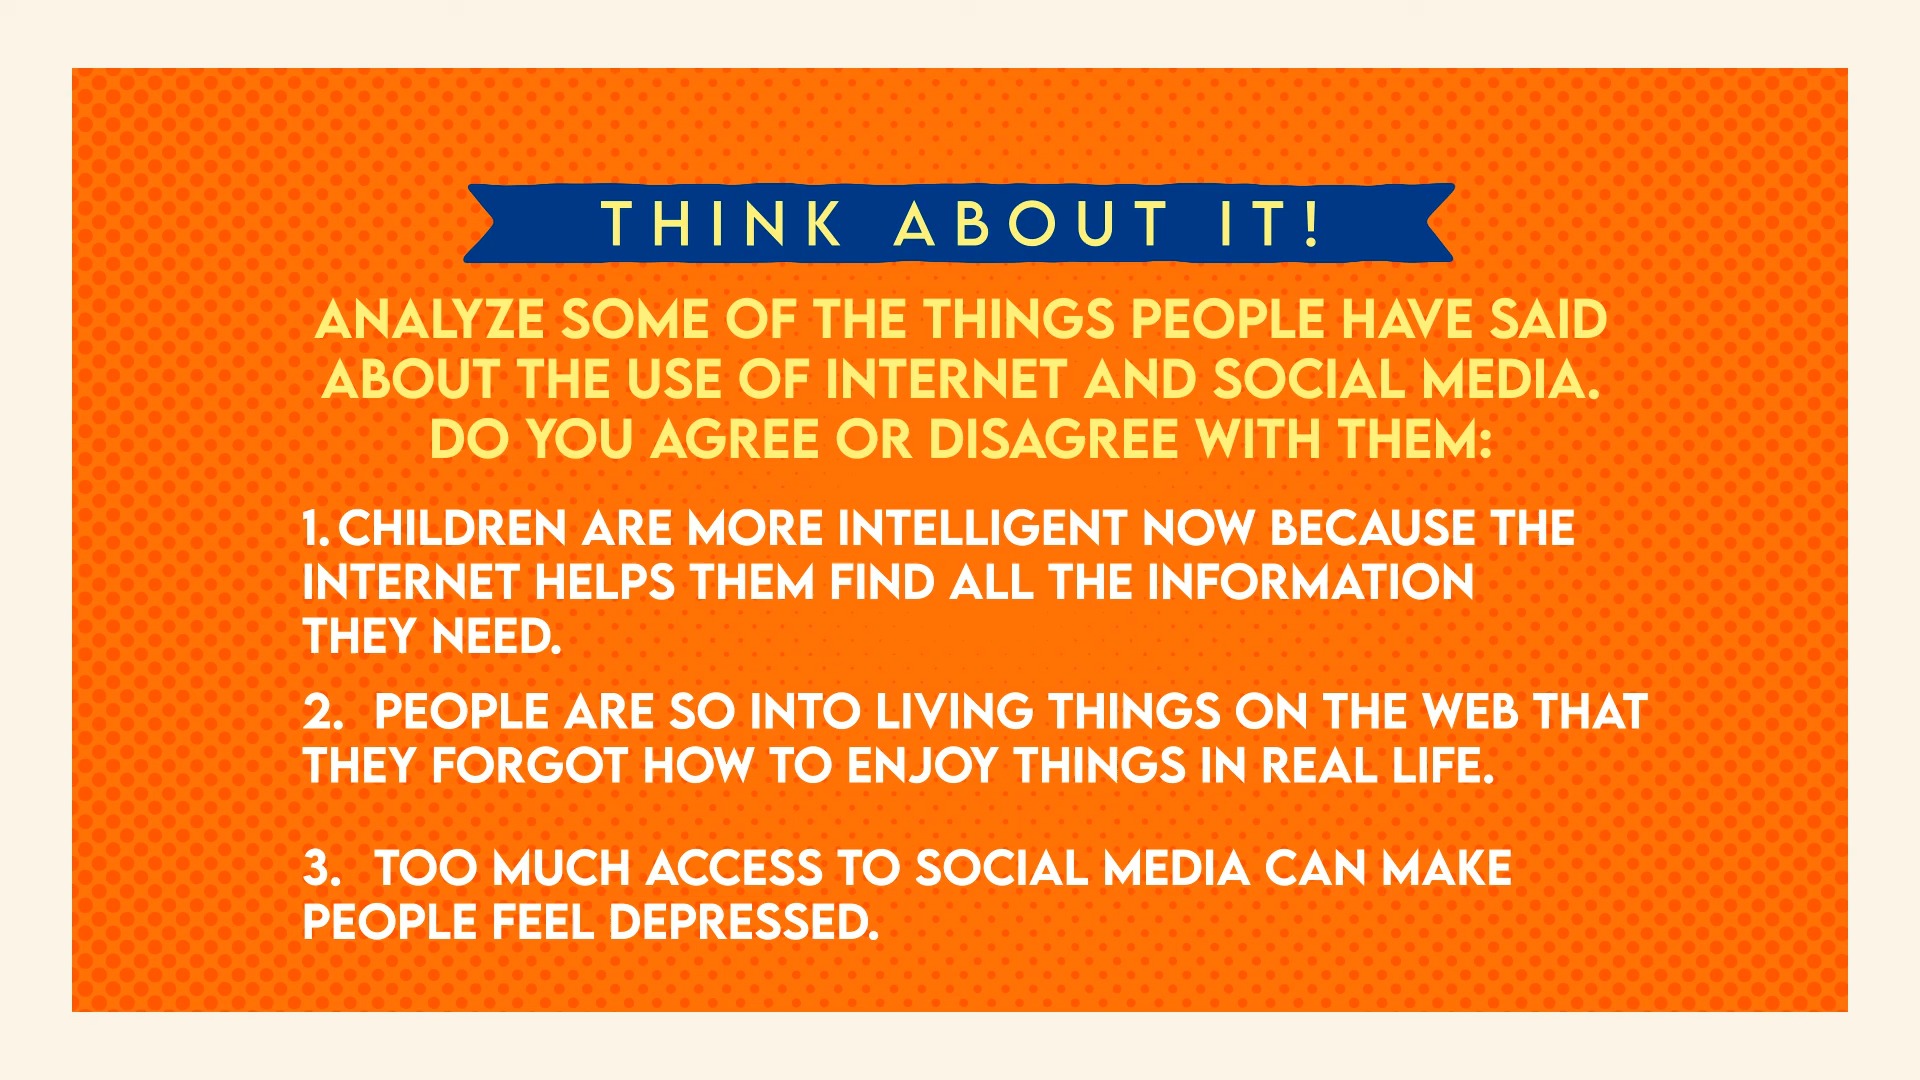 THINK ABOUT IT!
ANALYZE SOME OF THE THINGS PEOPLE HAVE SAID
ABOUT THE USE OF INTERNET AND SOCIAL MEDIA.
DO YOU AGREE OR DISAGREE WITH THEM:
1. CHILDREN ARE MORE INTELLIGENT NOW BECAUSE THE
INTERNET HELPS THEM FIND ALL THE INFORMATION
THEY NEED.
2. PEOPLE ARE SO INTO LIVING THINGS ON THE WEB THAT
THEY FORGOT HOW TO ENJOY THINGS IN REAL LIFE.
3. TOO MUCH ACCESS TO SOCIAL MEDIA CAN MAKE
PEOPLE FEEL DEPRESSED.